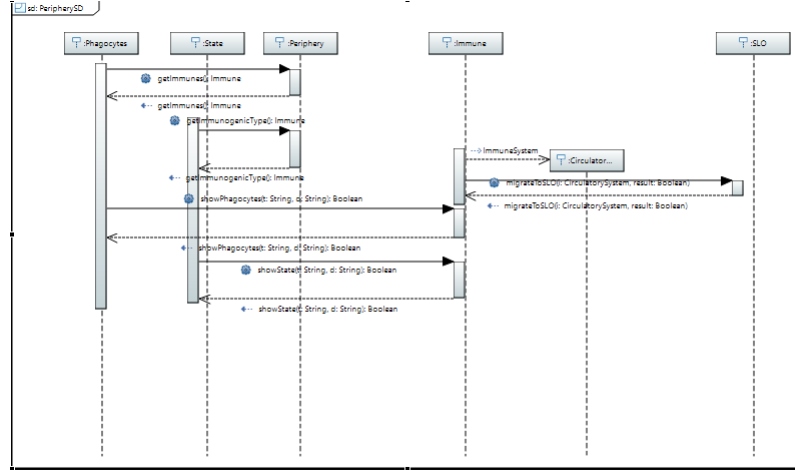 sd: PeripherySD
:Phagocytes
:State
:Periphery
:Immune
:SLO
getImmunes(): Immune
getImmunes(): Immune
getImmunogenicType(): Immune
ImmuneSystem
:Circulator...
getImmunogenicType(): Immune
migrateToSLO(: CirculatorySystem, result: Boolean)
showPhagocytes(t: String, d: String): Boolean
migrateToSLO(: CirculatorySystem, result: Boolean)
showPhagocytes(t: String, d: String): Boolean
showState(t: String, d: String): Boolean
showState(t: String, d: String): Boolean